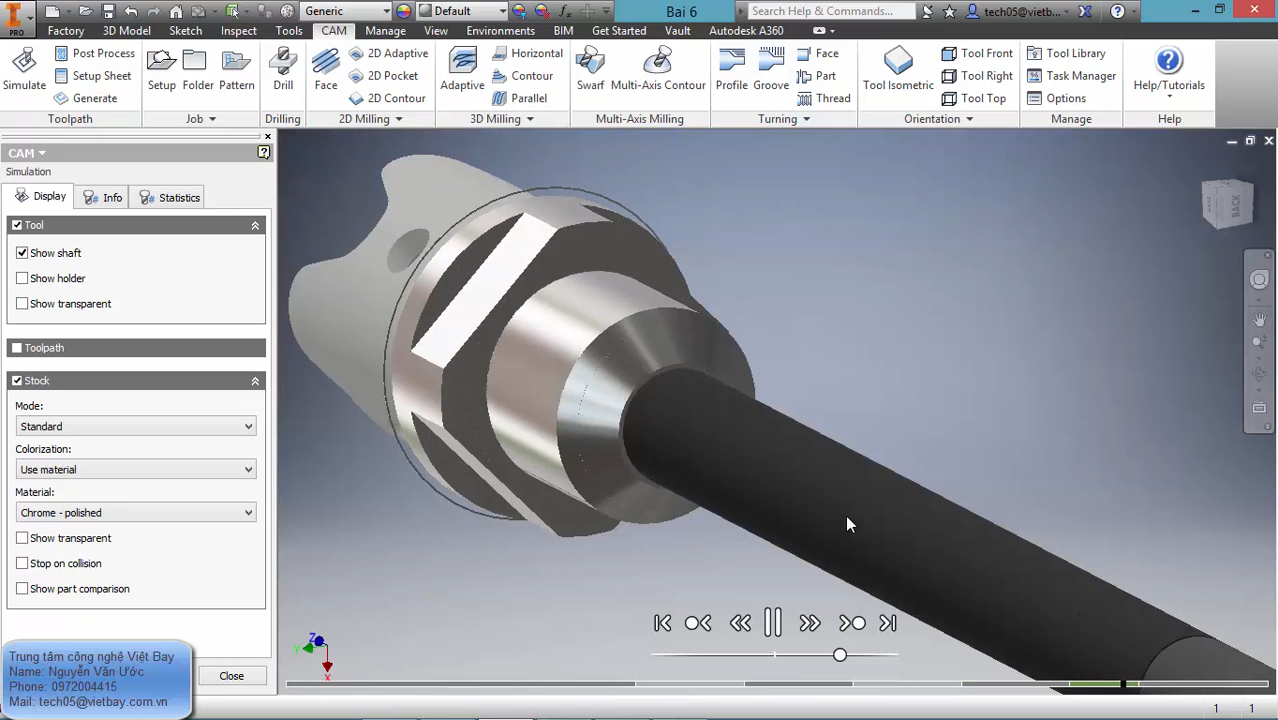 Generic
Default
Bai 6
Search Help & Commands...
tech05@vietb...
PRO
Factory
3D Model
Sketch
Inspect
Tools
CAM
Manage
View
Environments
BIM
Get Started
Vault
Autodesk A360
Simulate
Post Process
Setup Sheet
Generate
Toolpath
Setup
Folder
Pattern
Job
Drill
Drilling
Face
2D Adaptive
2D Pocket
2D Contour
2D Milling
Adaptive
Horizontal
Contour
Parallel
3D Milling
Swarf
Multi-Axis Contour
Multi-Axis Milling
Profile
Groove
Face
Part
Thread
Turning
Tool Isometric
Tool Front
Tool Right
Tool Top
Orientation
Tool Library
Task Manager
Options
Manage
Help/Tutorials
Help
CAM
Simulation
Display
Info
Statistics
Tool
Show shaft
Show holder
Show transparent
Toolpath
Stock
Mode:
Standard
Colorization:
Use material
Material:
Chrome - polished
Show transparent
Stop on collision
Show part comparison
Close
BACK
Z
Y
X
Trung tâm công nghệ Việt Bay
Name: Nguyễn Văn Ước
Phone: 0972004415
Mail: tech05@vietbay.com.vn
1 1